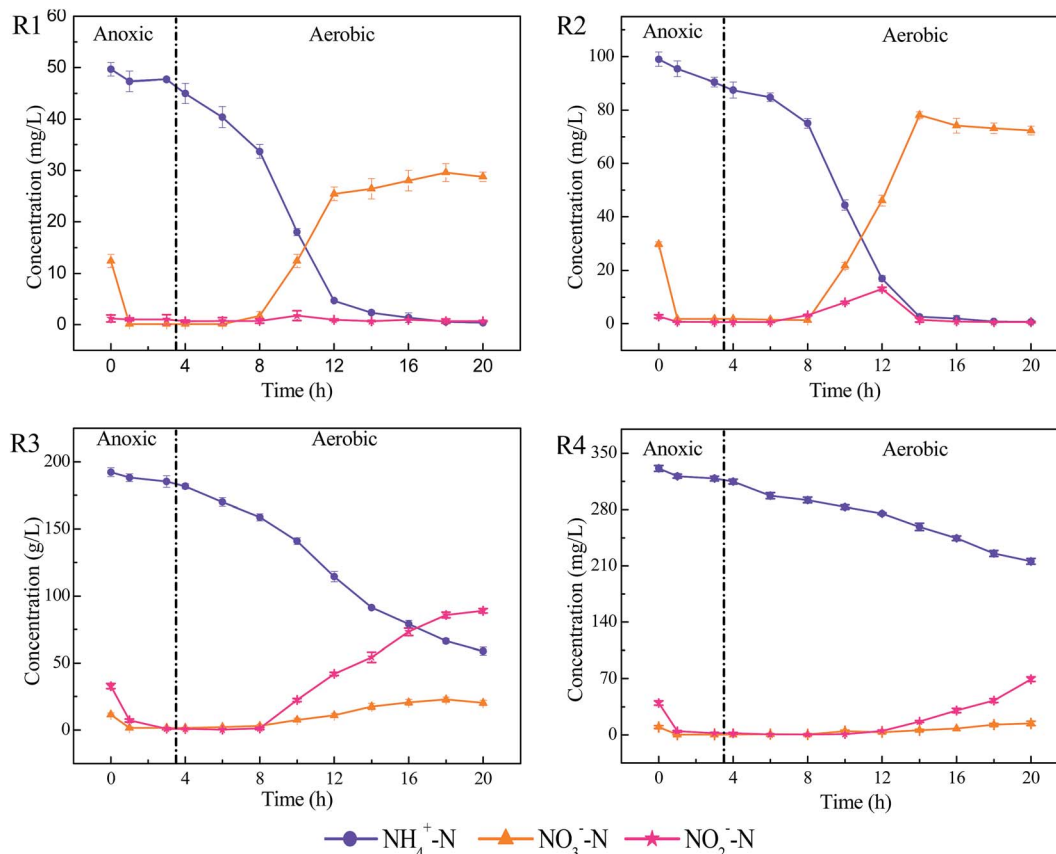 R1
Anoxic
Aerobic
60
50
40
30
20
10
0
Concentration (mg/L)
0 4 8 12 16 20
Time (h)
R2
Anoxic
Aerobic
100
80
60
40
20
0
Concentration (mg/L)
0 4 8 12 16 20
Time (h)
R3
Anoxic
Aerobic
200
150
100
50
0
Concentration (g/L)
0 4 8 12 16 20
Time (h)
R4
Anoxic
Aerobic
350
280
210
140
70
0
Concentration (mg/L)
0 4 8 12 16 20
Time (h)
NH₄⁺-N NO₃⁻-N NO₂⁻-N